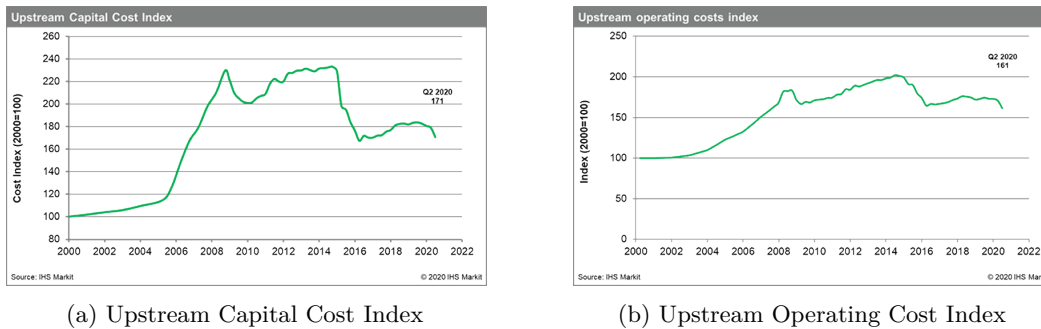 Upstream Capital Cost Index
Cost Index (2000=100)
260
240
220
200
180
160
140
120
100
80
Q2 2020
171
2000 2002 2004 2006 2008 2010 2012 2014 2016 2018 2020 2022
Source: IHS Markit
© 2020 IHS Markit
(a) Upstream Capital Cost Index
Upstream operating costs index
Index (2000=100)
250
200
150
100
50
0
Q2 2020
161
2000 2002 2004 2006 2008 2010 2012 2014 2016 2018 2020 2022
Source: IHS Markit
© 2020 IHS Mar
(b) Upstream Operating Cost Index